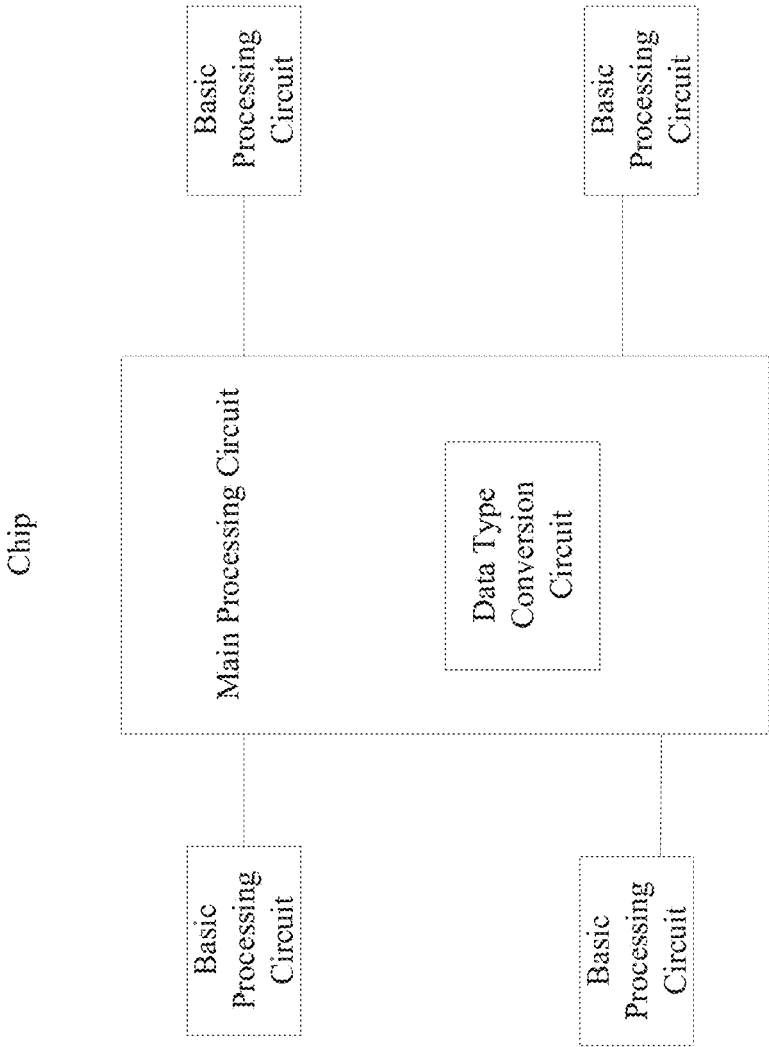 Chip
Basic
Processing
Circuit
Main Processing Circuit
Basic
Processing
Circuit
Basic
Processing
Circuit
Data Type
Conversion
Circuit
Basic
Processing
Circuit